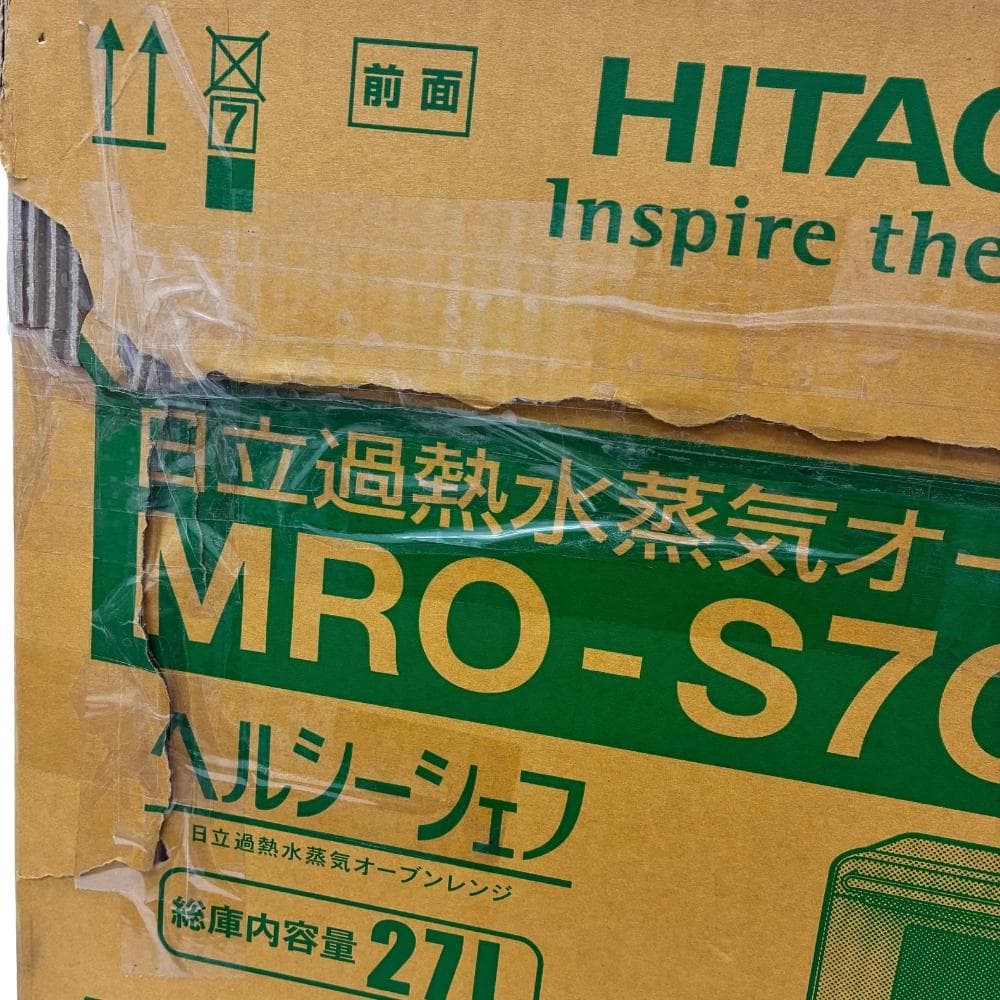 7
前面
HITAC
Inspire the
日立過熱水蒸気オー
MRO-S7
ヘルシーシェフ
日立過熱水蒸気オーブンレンジ
総庫内容量 27L